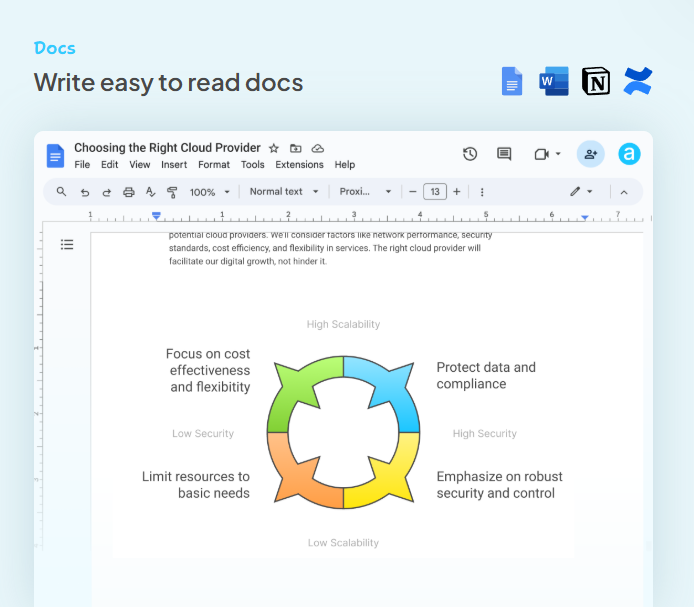 Docs
Write easy to read docs
W
N
Choosing the Right Cloud Provider
a
File Edit View Insert Format Tools Extensions Help
100% Normal text Proxi... − 13 +
1 1 2 3 4 5 6 7
potential cloud providers. We'll consider factors like network performance, security
standards, cost efficiency, and flexibility in services. The right cloud provider will
facilitate our digital growth, not hinder it.
High Scalability
Focus on cost
effectiveness
and flexibitity
Protect data and
compliance
Low Security
High Security
Limit resources to
basic needs
Emphasize on robust
security and control
Low Scalability